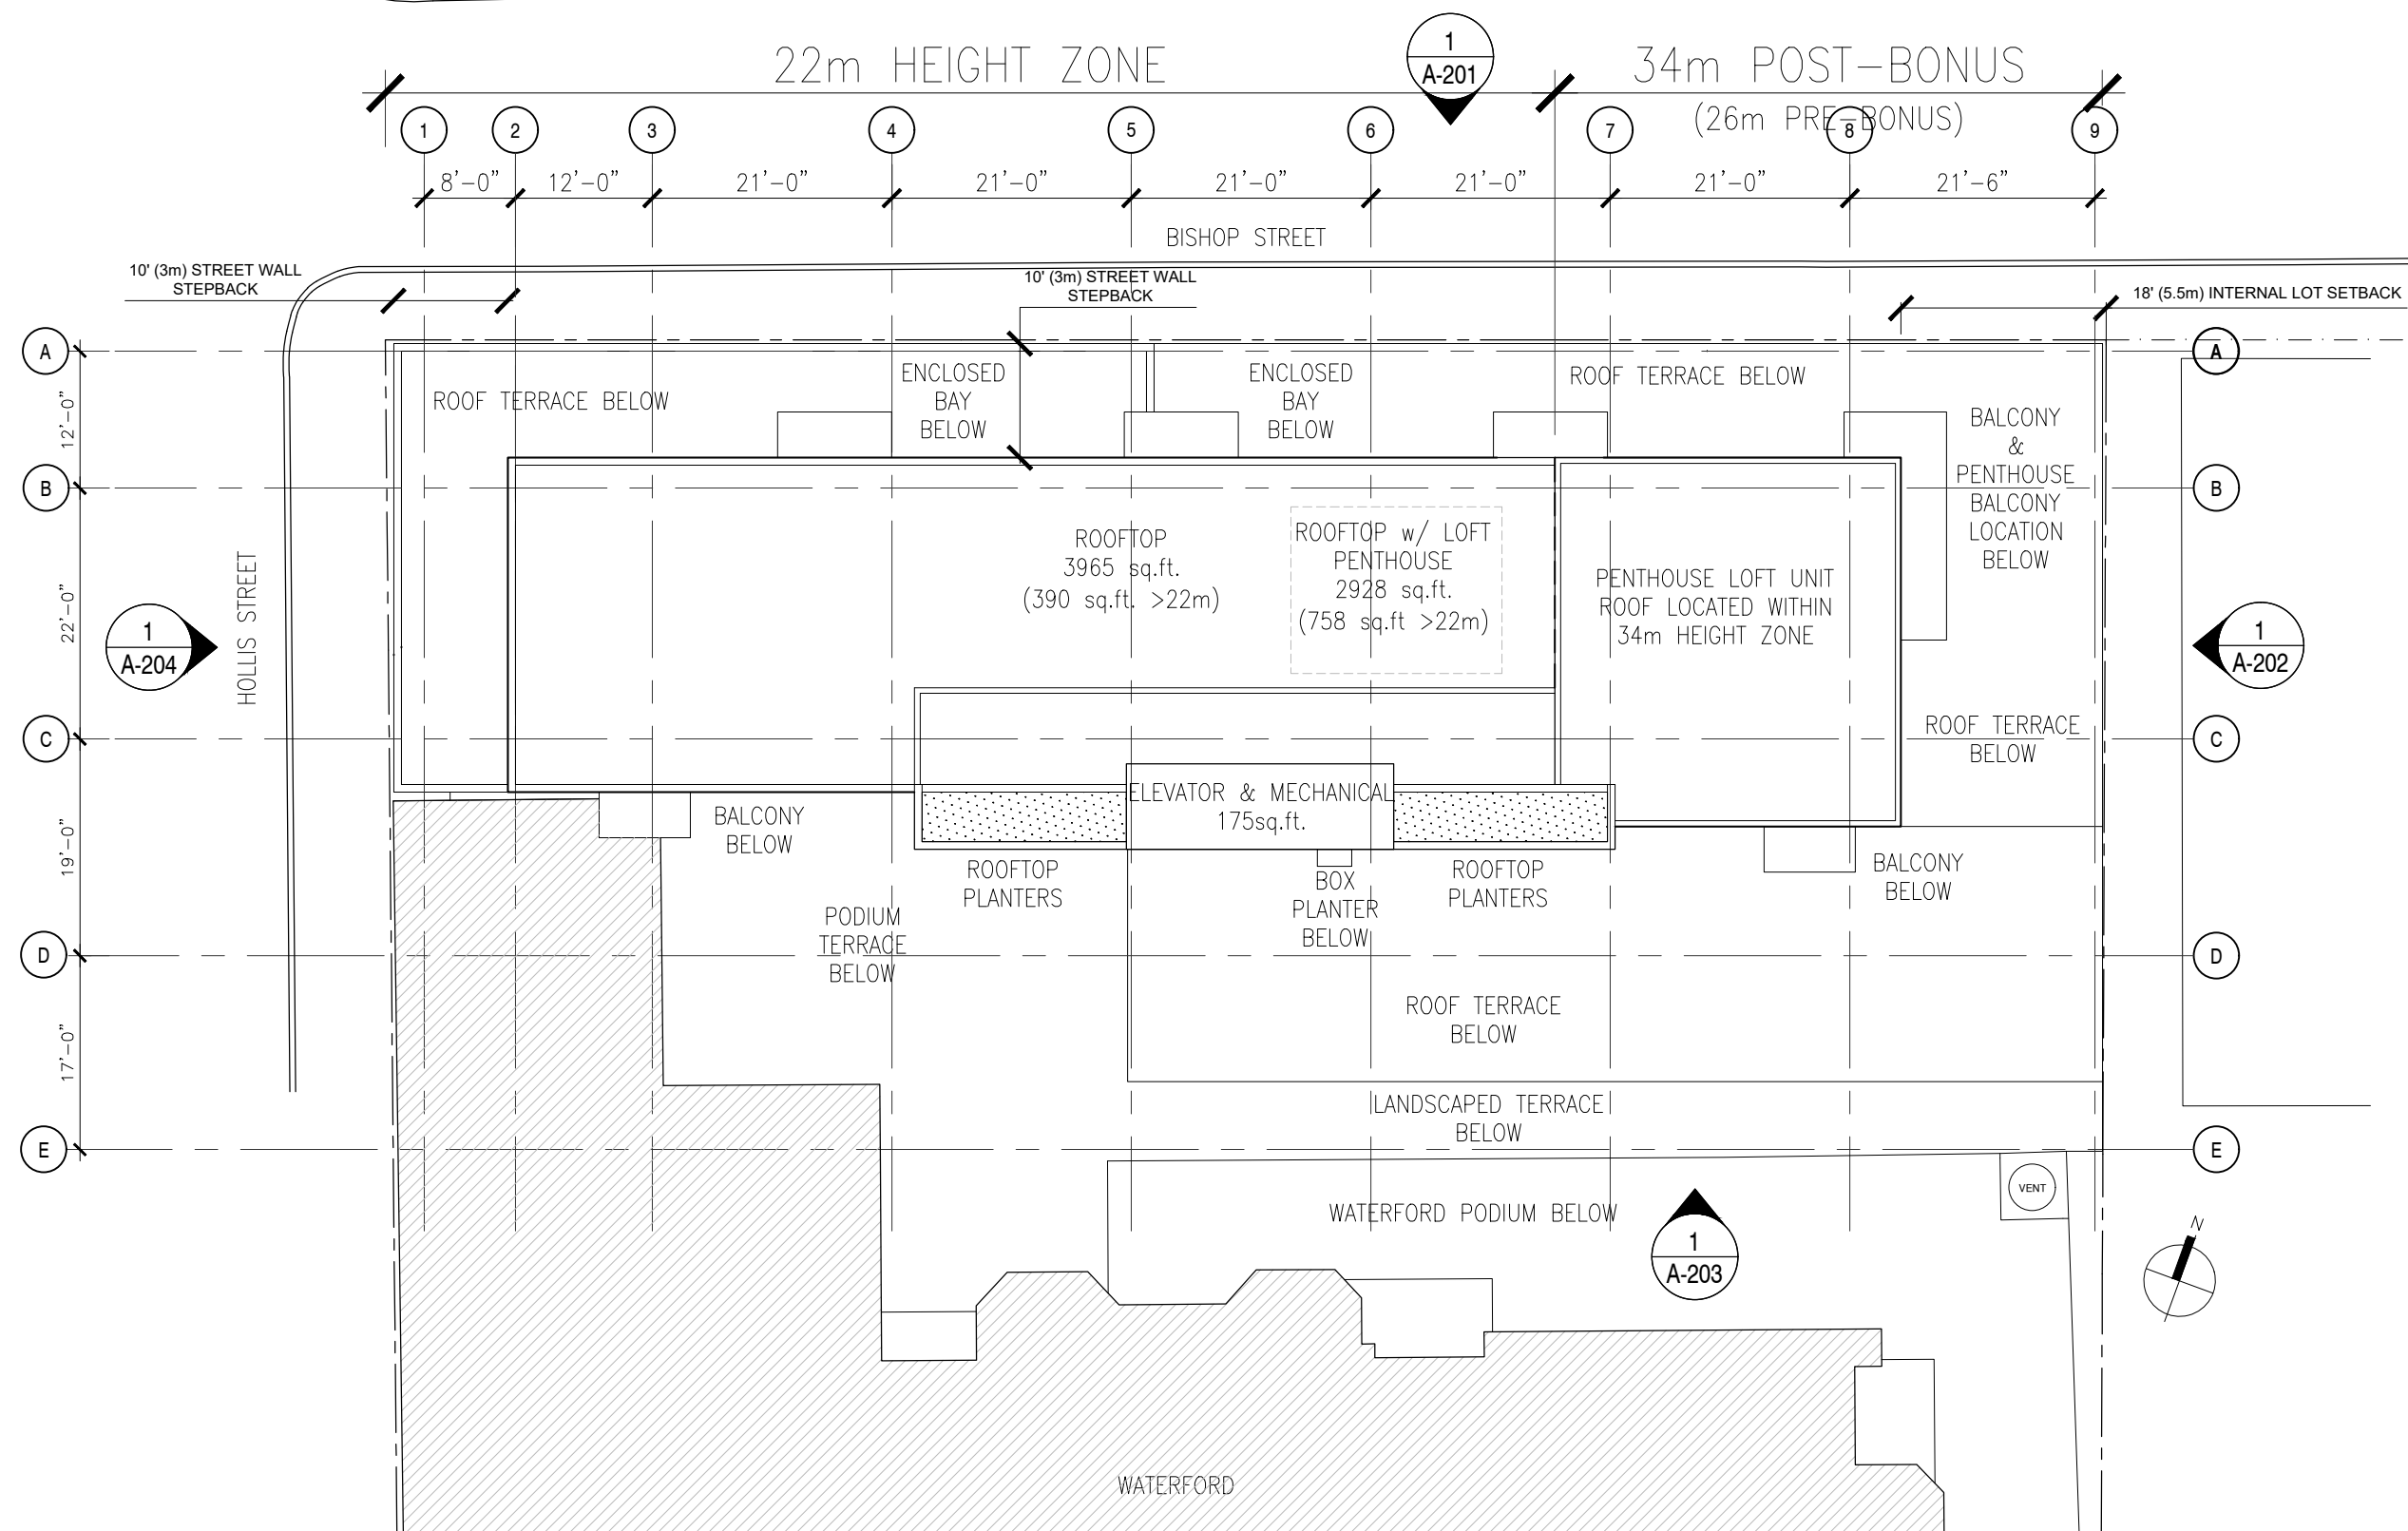 22m HEIGHT ZONE
34m POST-BONUS
(26m PRE-BONUS)
1
A-201
1
2
3
4
5
6
7
8
9
8'-0"
12'-0"
21'-0"
21'-0"
21'-0"
21'-0"
21'-0"
21'-6"
BISHOP STREET
10' (3m) STREET WALL
STEPBACK
10' (3m) STREET WALL
STEPBACK
18' (5.5m) INTERNAL LOT SETBACK
A
A
12'-0"
ROOF TERRACE BELOW
ENCLOSED
BAY
BELOW
ENCLOSED
BAY
BELOW
ROOF TERRACE BELOW
BALCONY
&
PENTHOUSE
BALCONY
LOCATION
BELOW
B
B
22'-0"
HOLLIS STREET
1
A-204
ROOFTOP
3965 sq.ft.
(390 sq.ft. >22m)
ROOFTOP w/ LOFT
PENTHOUSE
2928 sq.ft.
(758 sq.ft >22m)
PENTHOUSE LOFT UNIT
ROOF LOCATED WITHIN
34m HEIGHT ZONE
1
A-202
C
C
ROOF TERRACE
BELOW
19'-0"
BALCONY
BELOW
ELEVATOR & MECHANICAL
175sq.ft.
ROOFTOP
PLANTERS
BOX
PLANTER
BELOW
ROOFTOP
PLANTERS
BALCONY
BELOW
PODIUM
TERRACE
BELOW
D
D
17'-0"
ROOF TERRACE
BELOW
LANDSCAPED TERRACE
BELOW
E
E
VENT
WATERFORD PODIUM BELOW
1
A-203
N
WATERFORD